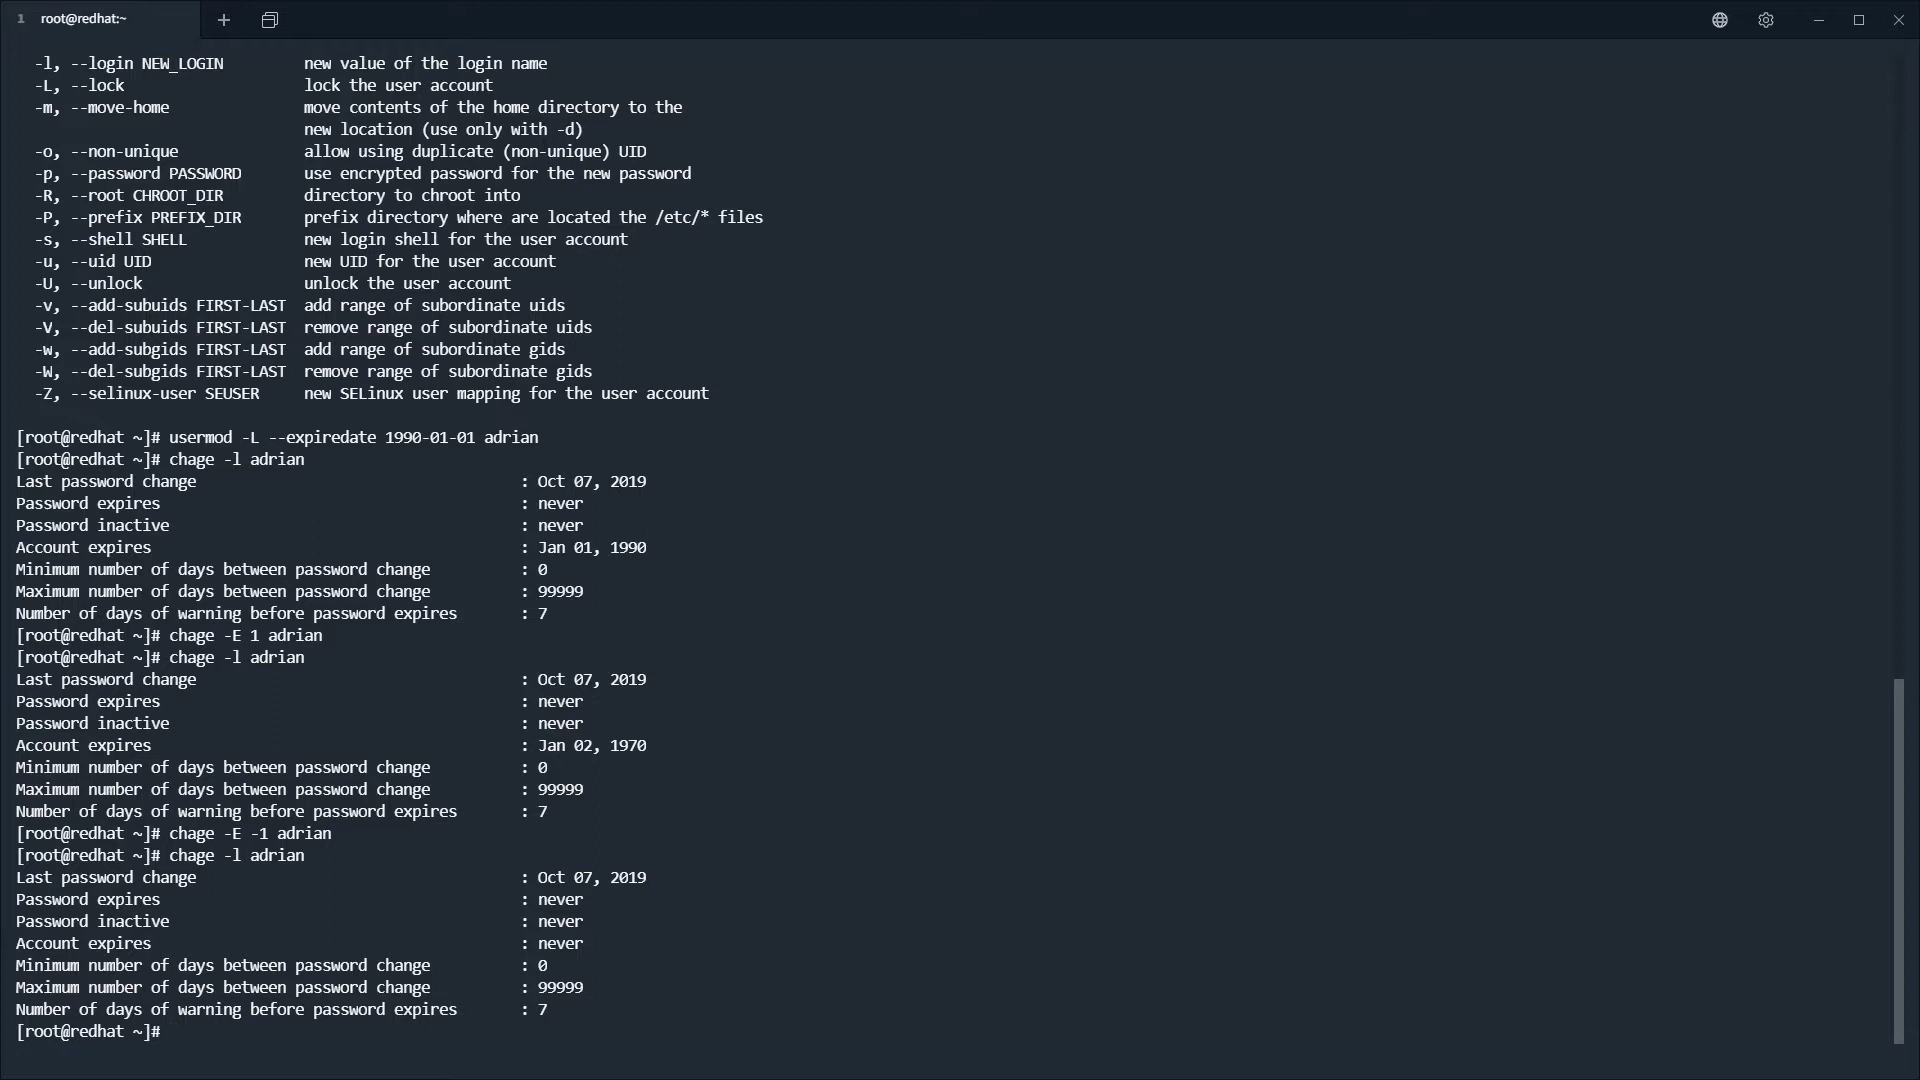 1 root@redhat:~
-l, --login NEW_LOGIN         new value of the login name
-L, --lock                    lock the user account
-m, --move-home               move contents of the home directory to the
                              new location (use only with -d)
-o, --non-unique              allow using duplicate (non-unique) UID
-p, --password PASSWORD       use encrypted password for the new password
-R, --root CHROOT_DIR         directory to chroot into
-P, --prefix PREFIX_DIR       prefix directory where are located the /etc/* files
-s, --shell SHELL             new login shell for the user account
-u, --uid UID                 new UID for the user account
-U, --unlock                  unlock the user account
-v, --add-subuids FIRST-LAST  add range of subordinate uids
-V, --del-subuids FIRST-LAST  remove range of subordinate uids
-w, --add-subgids FIRST-LAST  add range of subordinate gids
-W, --del-subgids FIRST-LAST  remove range of subordinate gids
-Z, --selinux-user SEUSER     new SELinux user mapping for the user account
[root@redhat ~]# usermod -L --expiredate 1990-01-01 adrian
[root@redhat ~]# chage -l adrian
Last password change                                    : Oct 07, 2019
Password expires                                        : never
Password inactive                                       : never
Account expires                                         : Jan 01, 1990
Minimum number of days between password change          : 0
Maximum number of days between password change          : 99999
Number of days of warning before password expires       : 7
[root@redhat ~]# chage -E 1 adrian
[root@redhat ~]# chage -l adrian
Last password change                                    : Oct 07, 2019
Password expires                                        : never
Password inactive                                       : never
Account expires                                         : Jan 02, 1970
Minimum number of days between password change          : 0
Maximum number of days between password change          : 99999
Number of days of warning before password expires       : 7
[root@redhat ~]# chage -E -1 adrian
[root@redhat ~]# chage -l adrian
Last password change                                    : Oct 07, 2019
Password expires                                        : never
Password inactive                                       : never
Account expires                                         : never
Minimum number of days between password change          : 0
Maximum number of days between password change          : 99999
Number of days of warning before password expires       : 7
[root@redhat ~]#